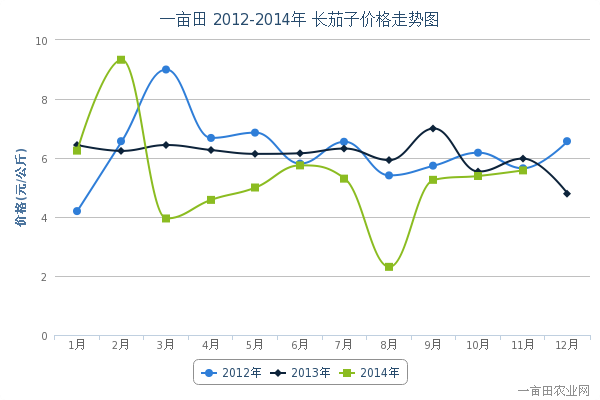 一亩田 2012-2014年 长茄子价格走势图
价格(元/公斤)
10
8
6
4
2
0
1月 2月 3月 4月 5月 6月 7月 8月 9月 10月 11月 12月
2012年 2013年 2014年
一亩田农业网